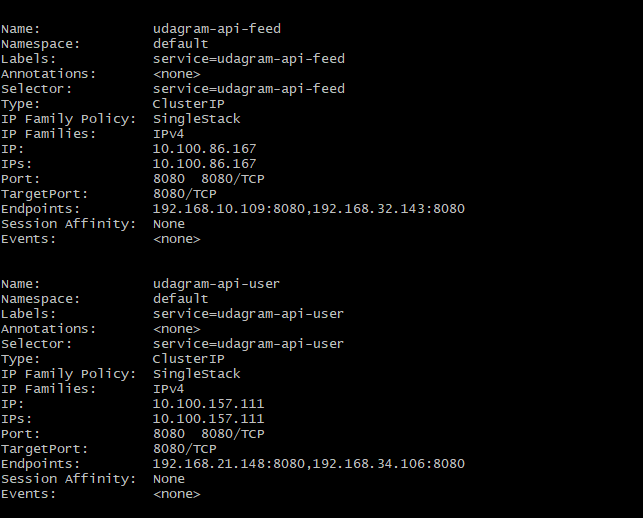 Name:              udagram-api-feed
Namespace:         default
Labels:            service=udagram-api-feed
Annotations:       <none>
Selector:          service=udagram-api-feed
Type:              ClusterIP
IP Family Policy:  SingleStack
IP Families:       IPv4
IP:                10.100.86.167
IPs:               10.100.86.167
Port:              8080  8080/TCP
TargetPort:        8080/TCP
Endpoints:         192.168.10.109:8080,192.168.32.143:8080
Session Affinity:  None
Events:            <none>
Name:              udagram-api-user
Namespace:         default
Labels:            service=udagram-api-user
Annotations:       <none>
Selector:          service=udagram-api-user
Type:              ClusterIP
IP Family Policy:  SingleStack
IP Families:       IPv4
IP:                10.100.157.111
IPs:               10.100.157.111
Port:              8080  8080/TCP
TargetPort:        8080/TCP
Endpoints:         192.168.21.148:8080,192.168.34.106:8080
Session Affinity:  None
Events:            <none>